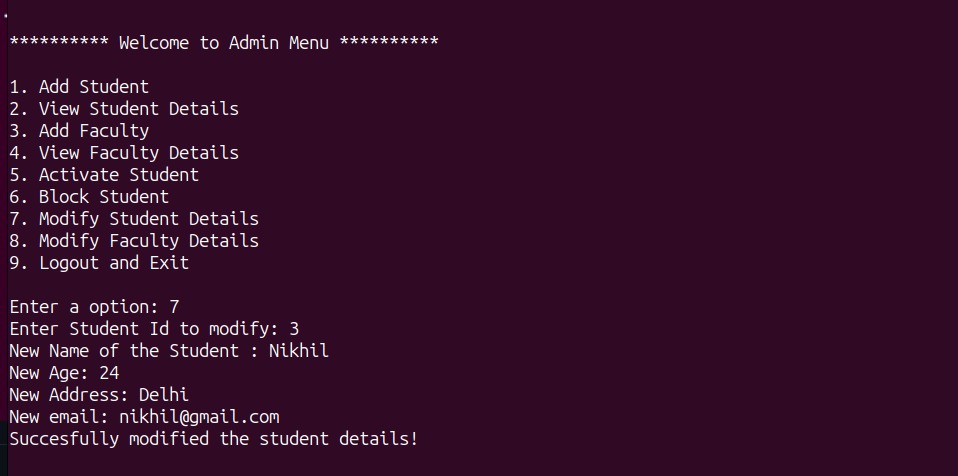 ********** Welcome to Admin Menu **********
1. Add Student
2. View Student Details
3. Add Faculty
4. View Faculty Details
5. Activate Student
6. Block Student
7. Modify Student Details
8. Modify Faculty Details
9. Logout and Exit
Enter a option: 7
Enter Student Id to modify: 3
New Name of the Student : Nikhil
New Age: 24
New Address: Delhi
New email: nikhil@gmail.com
Succesfully modified the student details!